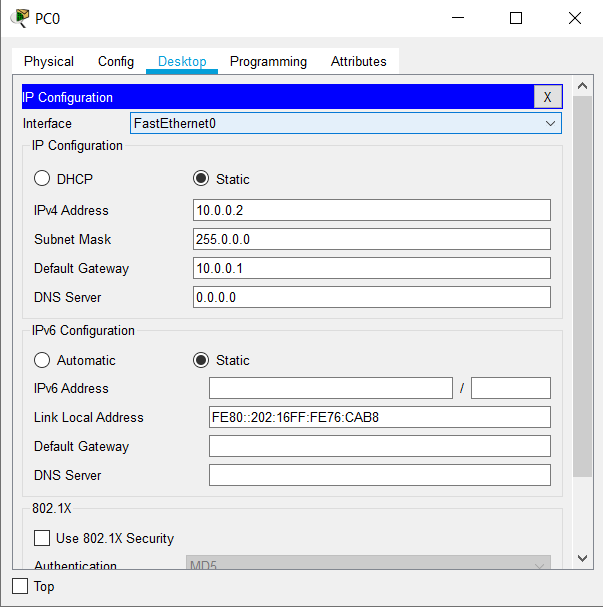 PC0
Physical Config Desktop Programming Attributes
IP Configuration X
Interface FastEthernet0
IP Configuration
DHCP Static
IPv4 Address 10.0.0.2
Subnet Mask 255.0.0.0
Default Gateway 10.0.0.1
DNS Server 0.0.0.0
IPv6 Configuration
Automatic Static
IPv6 Address /
Link Local Address FE80::202:16FF:FE76:CAB8
Default Gateway
DNS Server
802.1X
Use 802.1X Security
Authentication MD5
Top